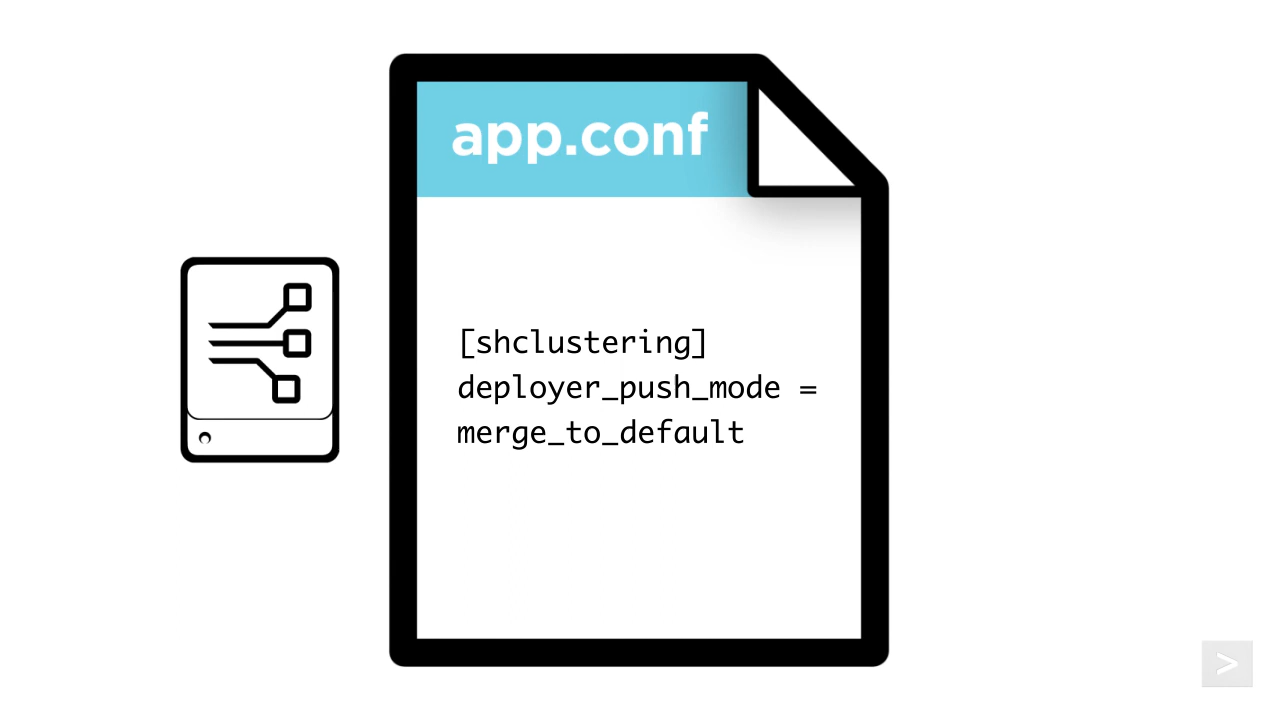 app.conf
[shclustering]
deployer_push_mode =
merge_to_default
>